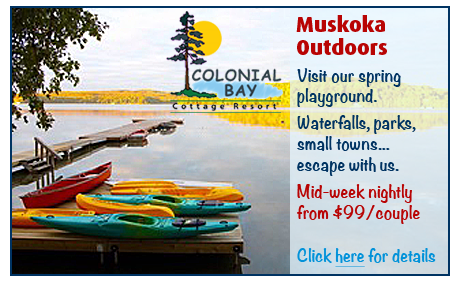 COLONIAL
BAY
Cottage Resort
Muskoka
Outdoors
Visit our spring
playground.
Waterfalls, parks,
small towns...
escape with us.
Mid-week nightly
from $99/couple
Click here for details